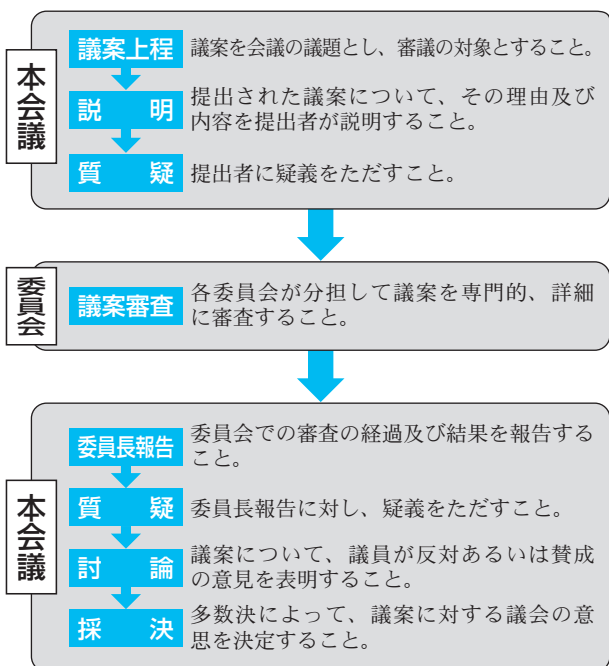 本会議
議案上程
議案を会議の議題とし、審議の対象とすること。
説　明
提出された議案について、その理由及び
内容を提出者が説明すること。
質　疑
提出者に疑義をただすこと。
委員会
議案審査
各委員会が分担して議案を専門的、詳細
に審査すること。
本会議
委員長報告
委員会での審査の経過及び結果を報告する
こと。
質　疑
委員長報告に対し、疑義をただすこと。
討　論
議案について、議員が反対あるいは賛成
の意見を表明すること。
採　決
多数決によって、議案に対する議会の意
思を決定すること。